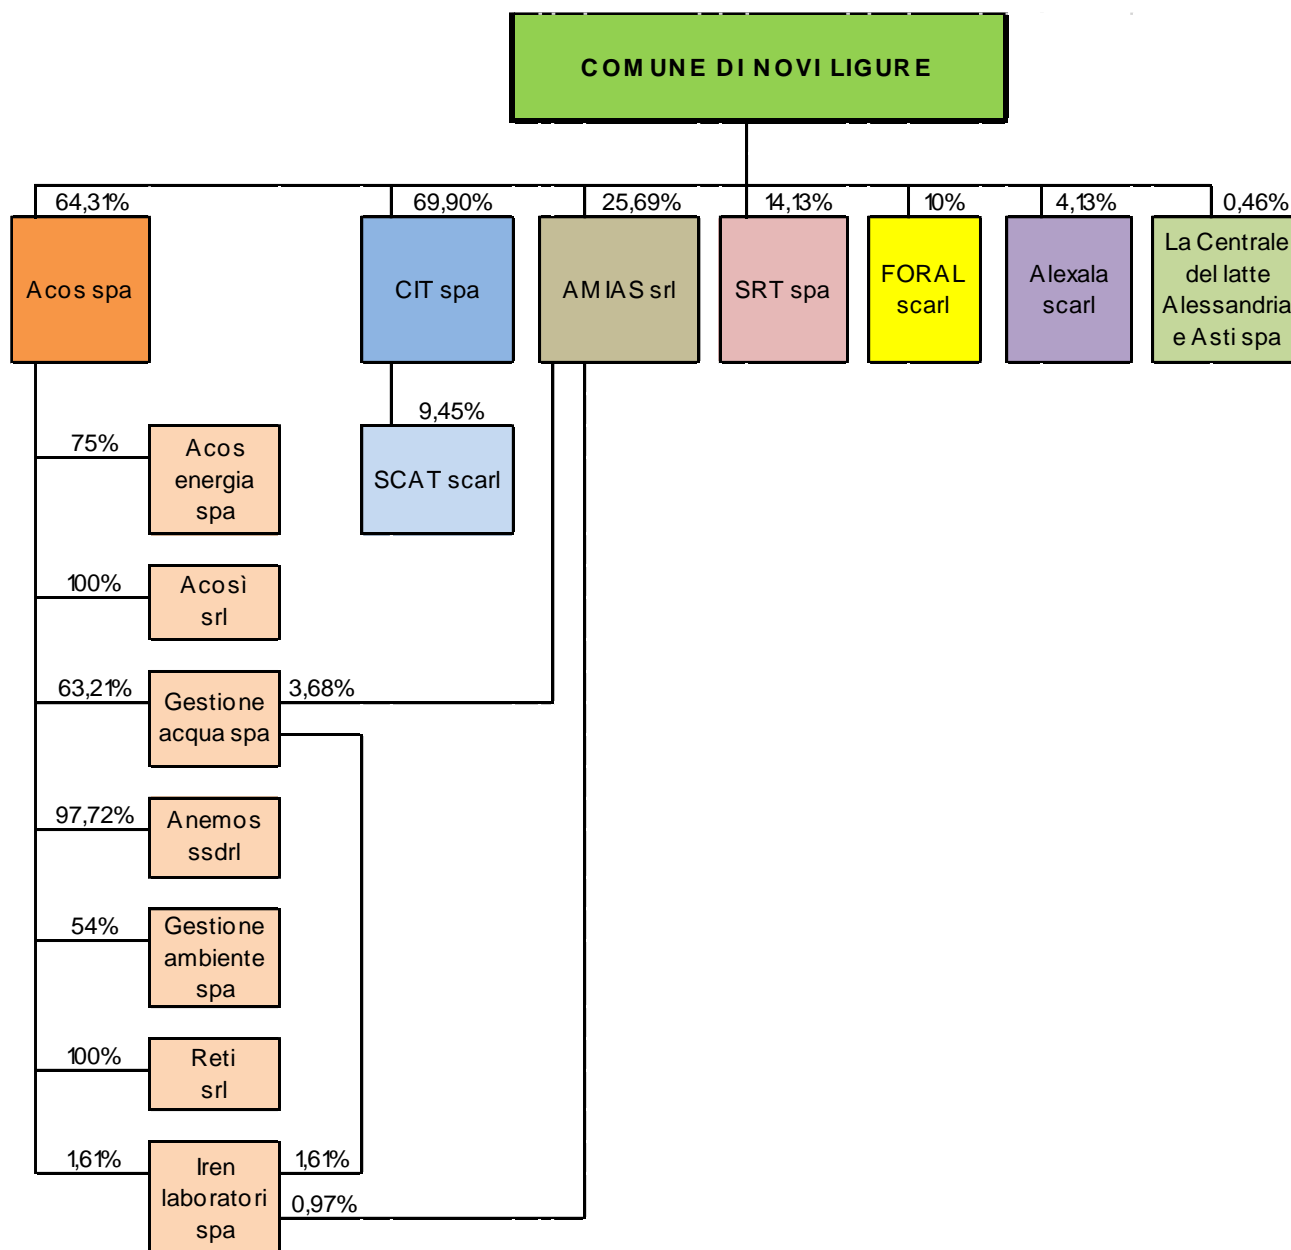 COMUNE DI NOVI LIGURE
64,31%
69,90%
25,69%
14,13%
10%
4,13%
0,46%
Acos spa
CIT spa
AMIAS srl
SRT spa
FORAL
scarl
Alexala
scarl
La Centrale
del latte
Alessandria
e Asti spa
9,45%
SCAT scarl
75%
Acos
energia
spa
100%
Acosì
srl
63,21%
Gestione
acqua spa
3,68%
97,72%
Anemos
ssdrl
54%
Gestione
ambiente
spa
100%
Reti
srl
1,61%
Iren
laboratori
spa
1,61%
0,97%